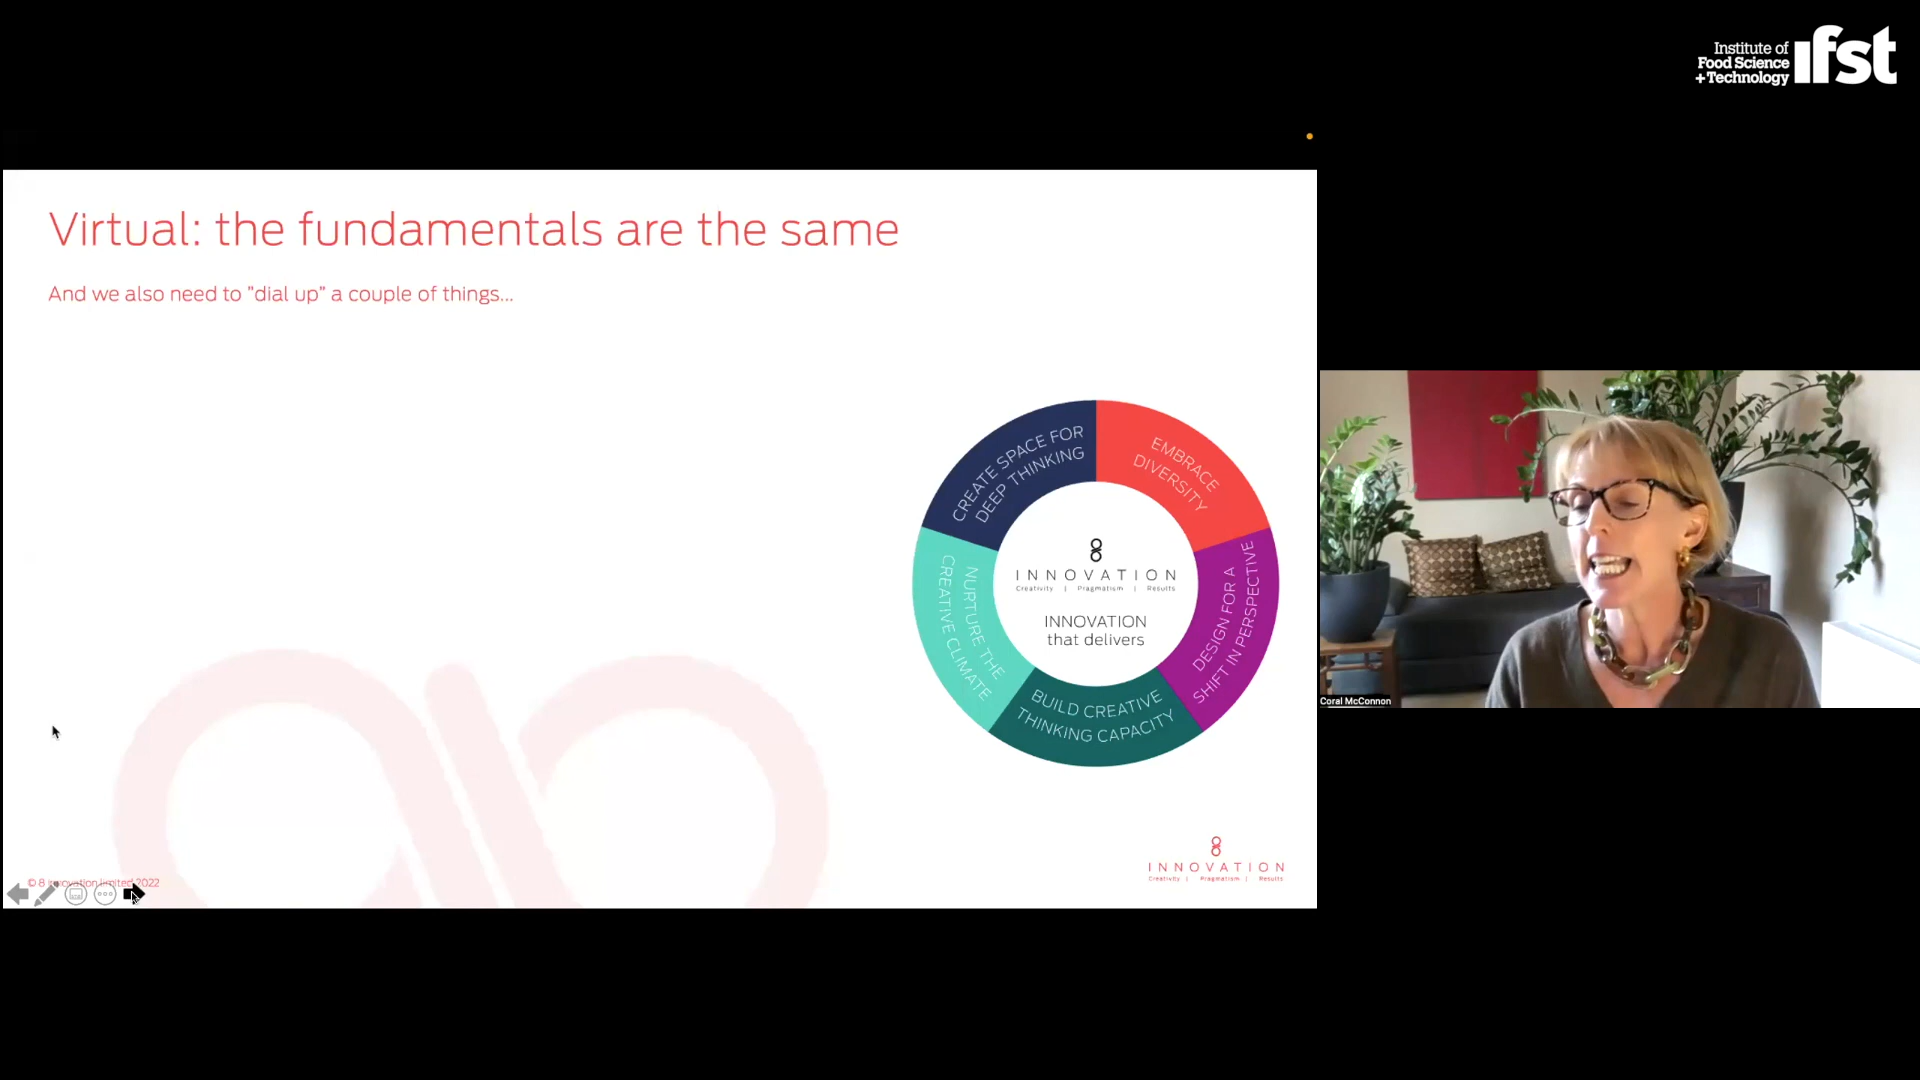 Institute of
Food Science
+Technology
ifst
Virtual: the fundamentals are the same
And we also need to "dial up" a couple of things...
CREATE SPACE FOR
DEEP THINKING
EMBRACE
DIVERSITY
DESIGN FOR A
SHIFT IN PERSPECTIVE
BUILD CREATIVE
THINKING CAPACITY
NURTURE THE
CREATIVE CLIMATE
8
INNOVATION
Creativity | Pragmatism | Results
INNOVATION
that delivers
Coral McConnon
8
INNOVATION
Creativity | Pragmatism | Results
© 8 innovation limited 2022